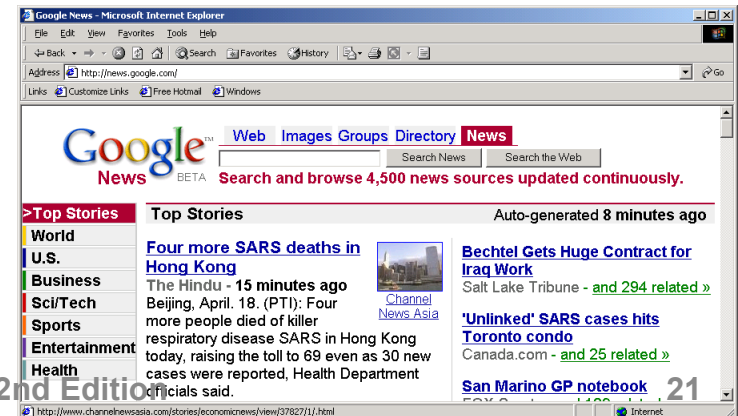 Google News - Microsoft Internet Explorer
File Edit View Favorites Tools Help
Back Search Favorites History
Address http://news.google.com/ Go
Links Customize Links Free Hotmail Windows
Google™
News BETA
Web Images Groups Directory News
Search News Search the Web
Search and browse 4,500 news sources updated continuously.
>Top Stories
World
U.S.
Business
Sci/Tech
Sports
Entertainment
Health
Top Stories Auto-generated 8 minutes ago
Four more SARS deaths in
Hong Kong
The Hindu - 15 minutes ago
Beijing, April. 18. (PTI): Four
more people died of killer
respiratory disease SARS in Hong Kong
today, raising the toll to 69 even as 30 new
cases were reported, Health Department
officials said.
Channel
News Asia
Bechtel Gets Huge Contract for
Iraq Work
Salt Lake Tribune - and 294 related »
'Unlinked' SARS cases hits
Toronto condo
Canada.com - and 25 related »
San Marino GP notebook
2nd Edition 21
http://www.channelnewsasia.com/stories/economicnews/view/37827/1/.html Internet